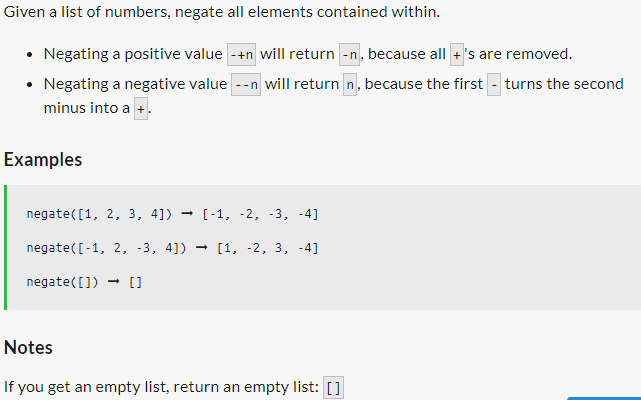 Given a list of numbers, negate all elements contained within.
• Negating a positive value -+n will return -n, because all +'s are removed.
• Negating a negative value --n will return n, because the first - turns the second
minus into a +.
Examples
negate([1, 2, 3, 4]) ➞ [-1, -2, -3, -4]
negate([-1, 2, -3, 4]) ➞ [1, -2, 3, -4]
negate([]) ➞ []
Notes
If you get an empty list, return an empty list: []